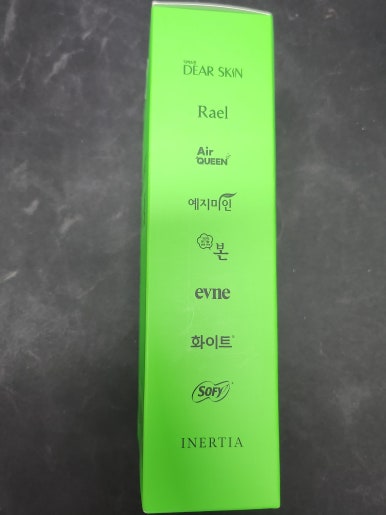 DEAR SKIN
Rael
Air
QUEEN
예지미인
본
evne
화이트
SOFY
INERTIA